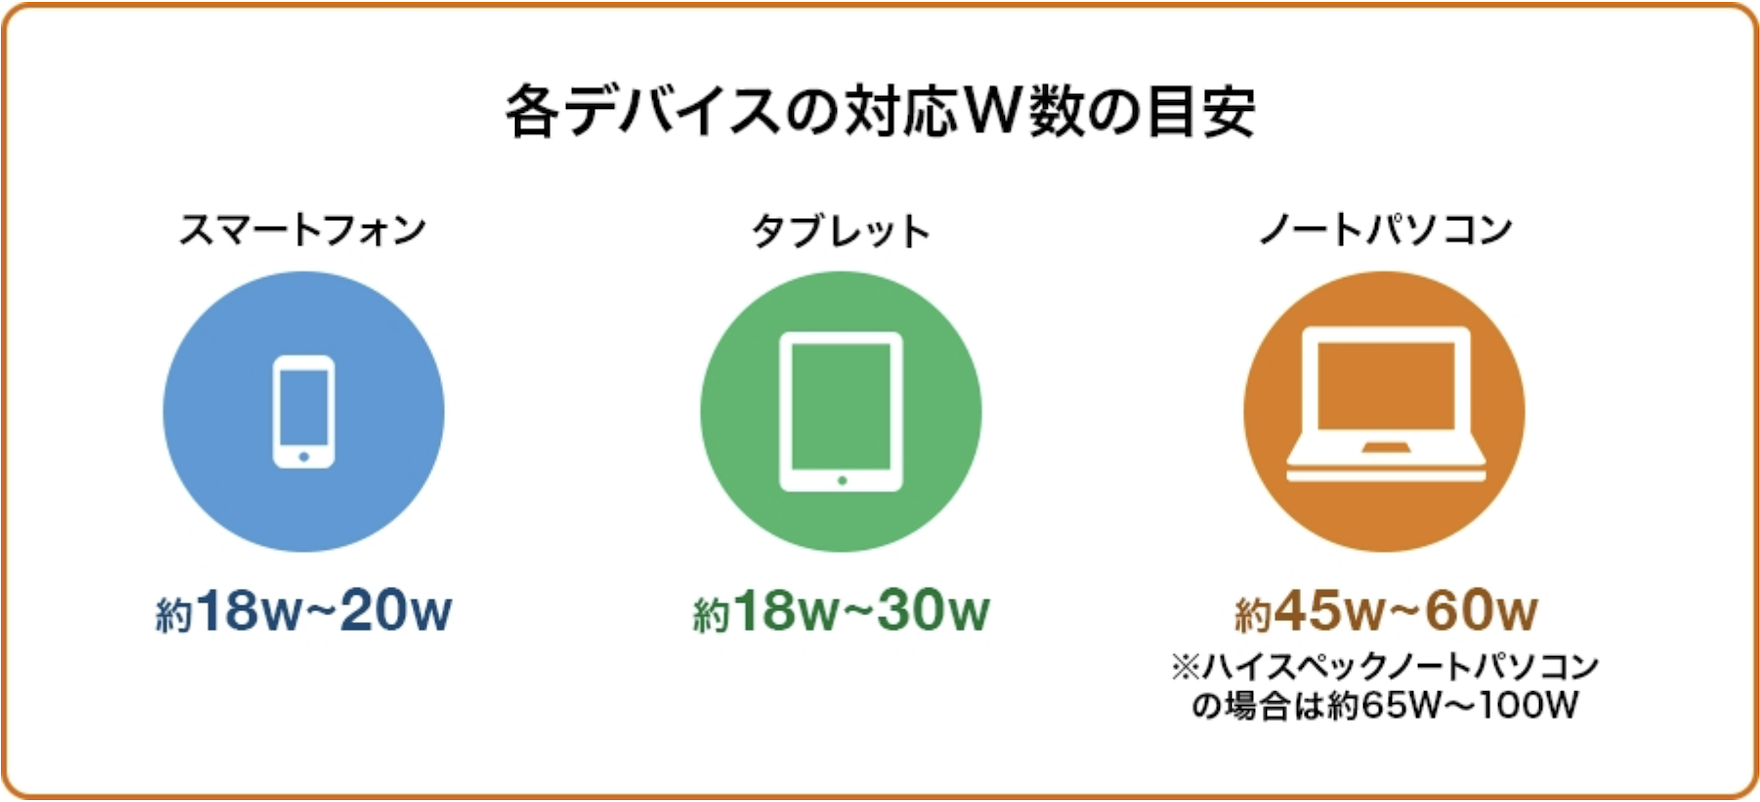 各デバイスの対応W数の目安
スマートフォン
タブレット
ノートパソコン
約18W~20W
約18W~30W
約45W~60W
※ハイスペックノートパソコン
の場合は約65W～100W